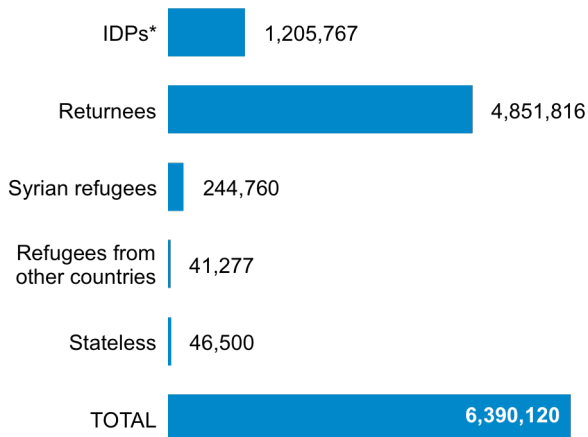 IDPs* 1,205,767
Returnees 4,851,816
Syrian refugees 244,760
Refugees from
other countries 41,277
Stateless 46,500
TOTAL 6,390,120